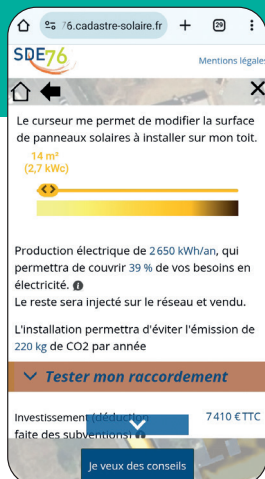 76.cadastre-solaire.fr
29
SDE76
Mentions légales
Le curseur me permet de modifier la surface
de panneaux solaires à installer sur mon toit.
14 m²
(2,7 kWc)
Production électrique de 2 650 kWh/an, qui
permettra de couvrir 39 % de vos besoins en
électricité.
Le reste sera injecté sur le réseau et vendu.
L'installation permettra d'éviter l'émission de
220 kg de CO2 par année
Tester mon raccordement
Investissement (déduction 7 410 € TTC
faite des subventions)
Je veux des conseils